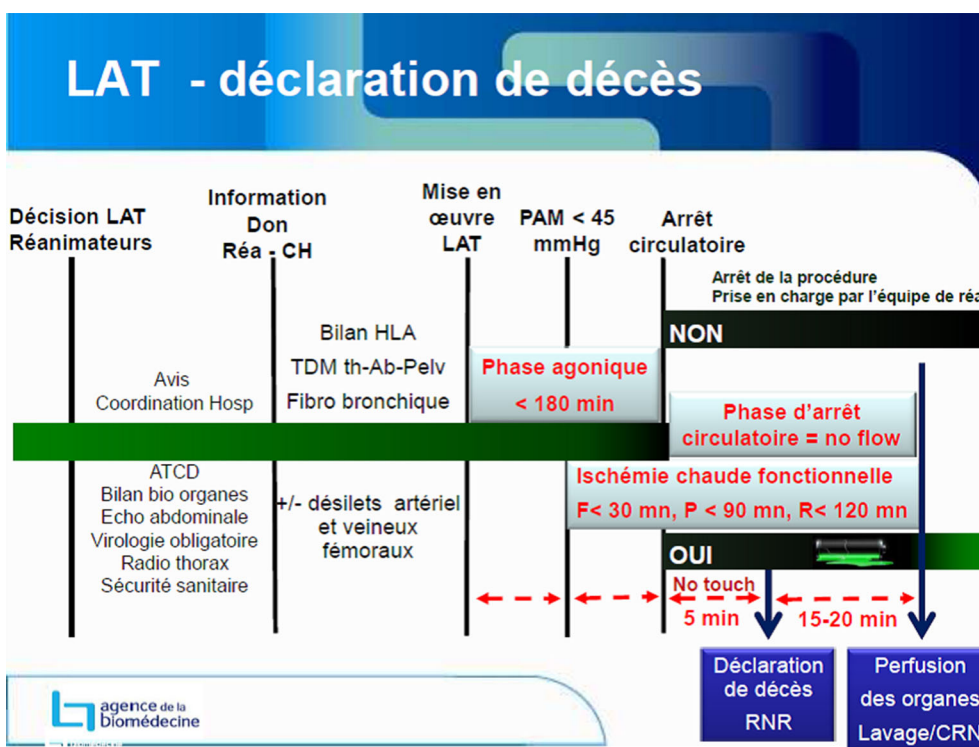 LAT - déclaration de décès
Décision LAT
Réanimateurs
Information
Don
Réa - CH
Mise en
œuvre
LAT
PAM < 45
mmHg
Arrêt
circulatoire
Arrêt de la procédure
Prise en charge par l'équipe de réa
NON
Avis
Coordination Hosp
Bilan HLA
TDM th-Ab-Pelv
Fibro bronchique
Phase agonique
< 180 min
Phase d'arrêt
circulatoire = no flow
ATCD
Bilan bio organes
Echo abdominale
Virologie obligatoire
Radio thorax
Sécurité sanitaire
+/- désilets artériel
et veineux
fémoraux
Ischémie chaude fonctionnelle
F< 30 mn, P < 90 mn, R< 120 mn
OUI
No touch
5 min
15-20 min
Déclaration
de décès
RNR
Perfusion
des organes
Lavage/CRN
agence de la
biomédecine